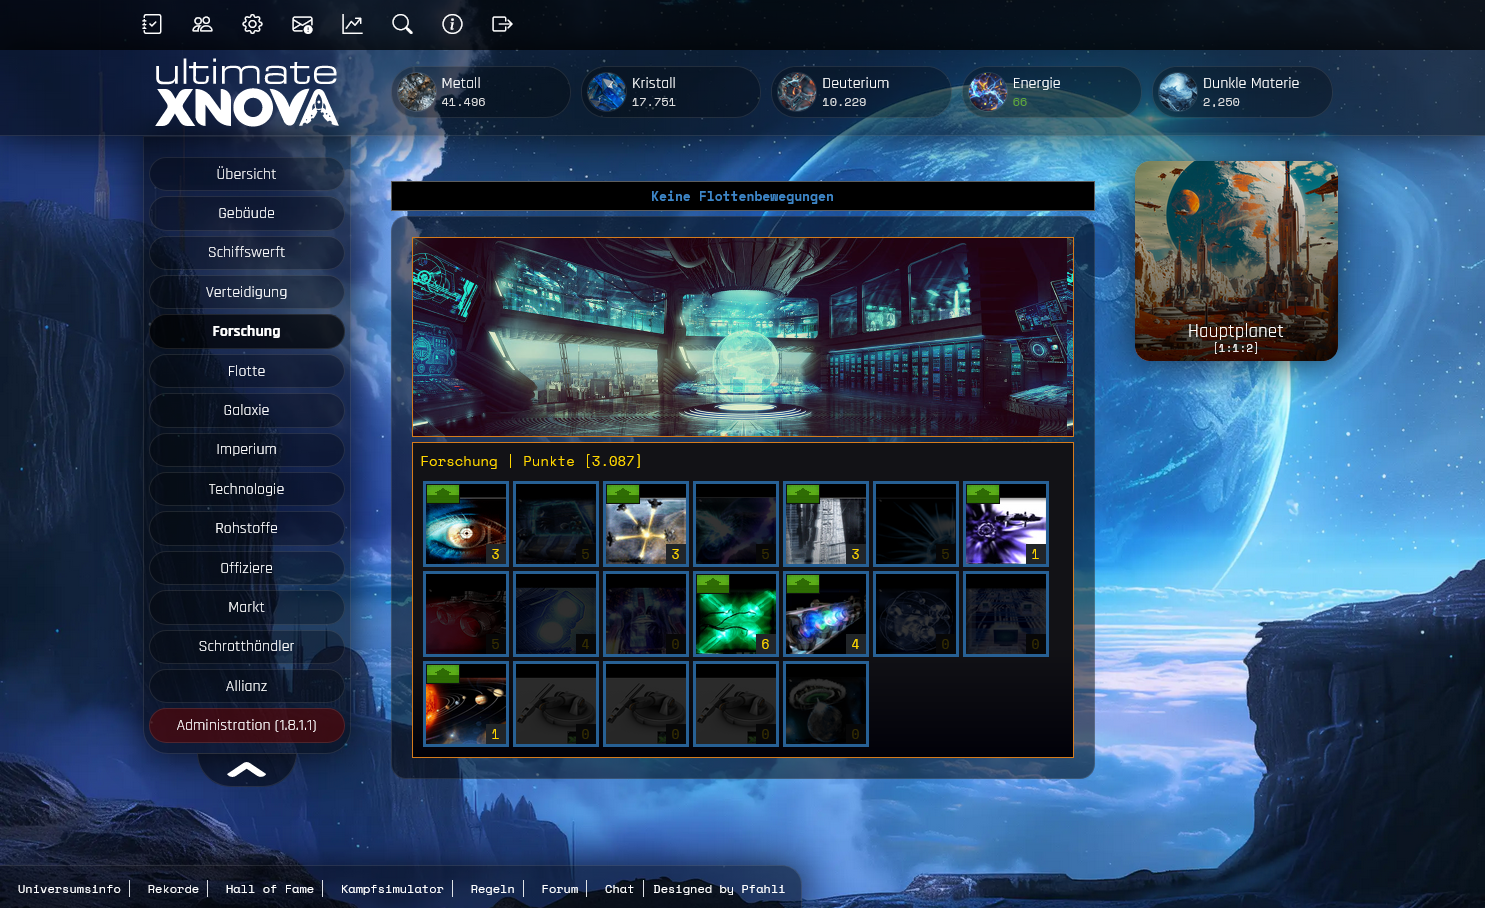 ultimate
XNOVA
Metall
41.496
Kristall
17.751
Deuterium
10.229
Energie
66
Dunkle Materie
2,250
Übersicht
Gebäude
Schiffswerft
Verteidigung
Forschung
Flotte
Galaxie
Imperium
Technologie
Rohstoffe
Offiziere
Markt
Schrotthändler
Allianz
Administration (1.8.1.1)
Keine Flottenbewegungen
Hauptplanet
[1:1:2]
Forschung | Punkte [3.087]
3 5 3 5 3 5 1
5 4 0 6 4 0 0
1 0 0 0 0
Universumsinfo | Rekorde | Hall of Fame | Kampfsimulator | Regeln | Forum | Chat | Designed by Pfahli